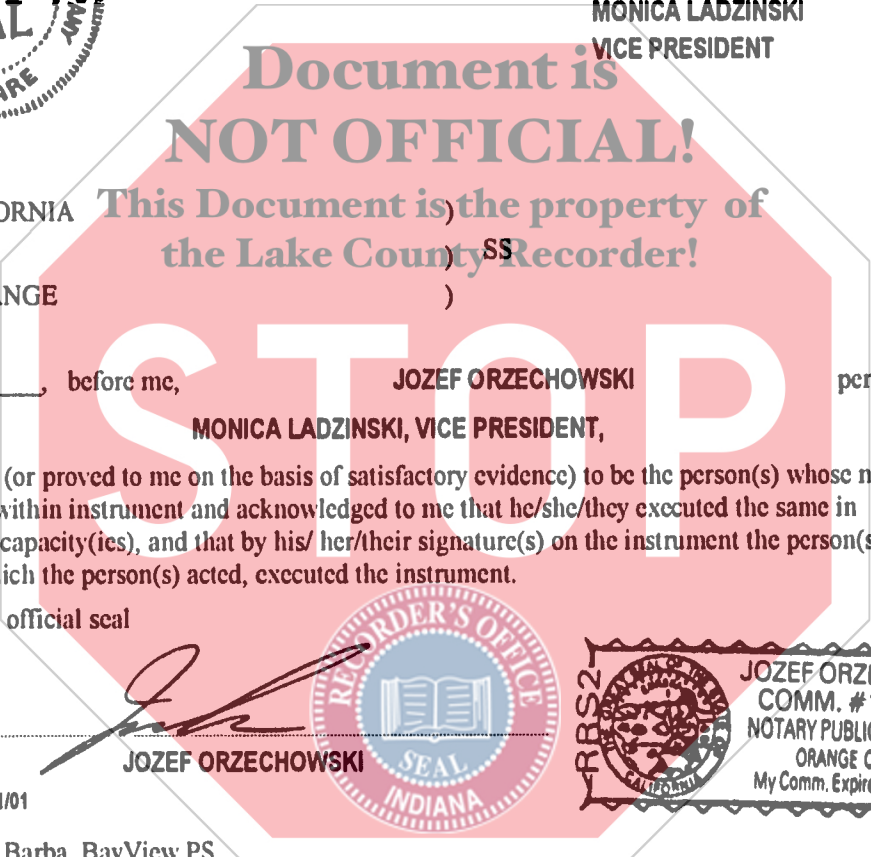 MONICA LADZINSKI
VICE PRESIDENT
Document is
NOT OFFICIAL!
This Document is the property of
the Lake County Recorder!
ORNIA )
) SS
NGE )
, before me, JOZEF ORZECHOWSKI per
MONICA LADZINSKI, VICE PRESIDENT,
(or proved to me on the basis of satisfactory evidence) to be the person(s) whose n
within instrument and acknowledged to me that he/she/they executed the same in
capacity(ies), and that by his/ her/their signature(s) on the instrument the person(s
ich the person(s) acted, executed the instrument.
official seal
STOP
RECORDER'S OFFICE
SEAL
INDIANA
JOZEF ORZECHOWSKI
RBS2
CALIFORNIA
JOZEF ORZE
COMM. #
NOTARY PUBLIC
ORANGE C
My Comm. Expire
/01
Barba, BayView PS